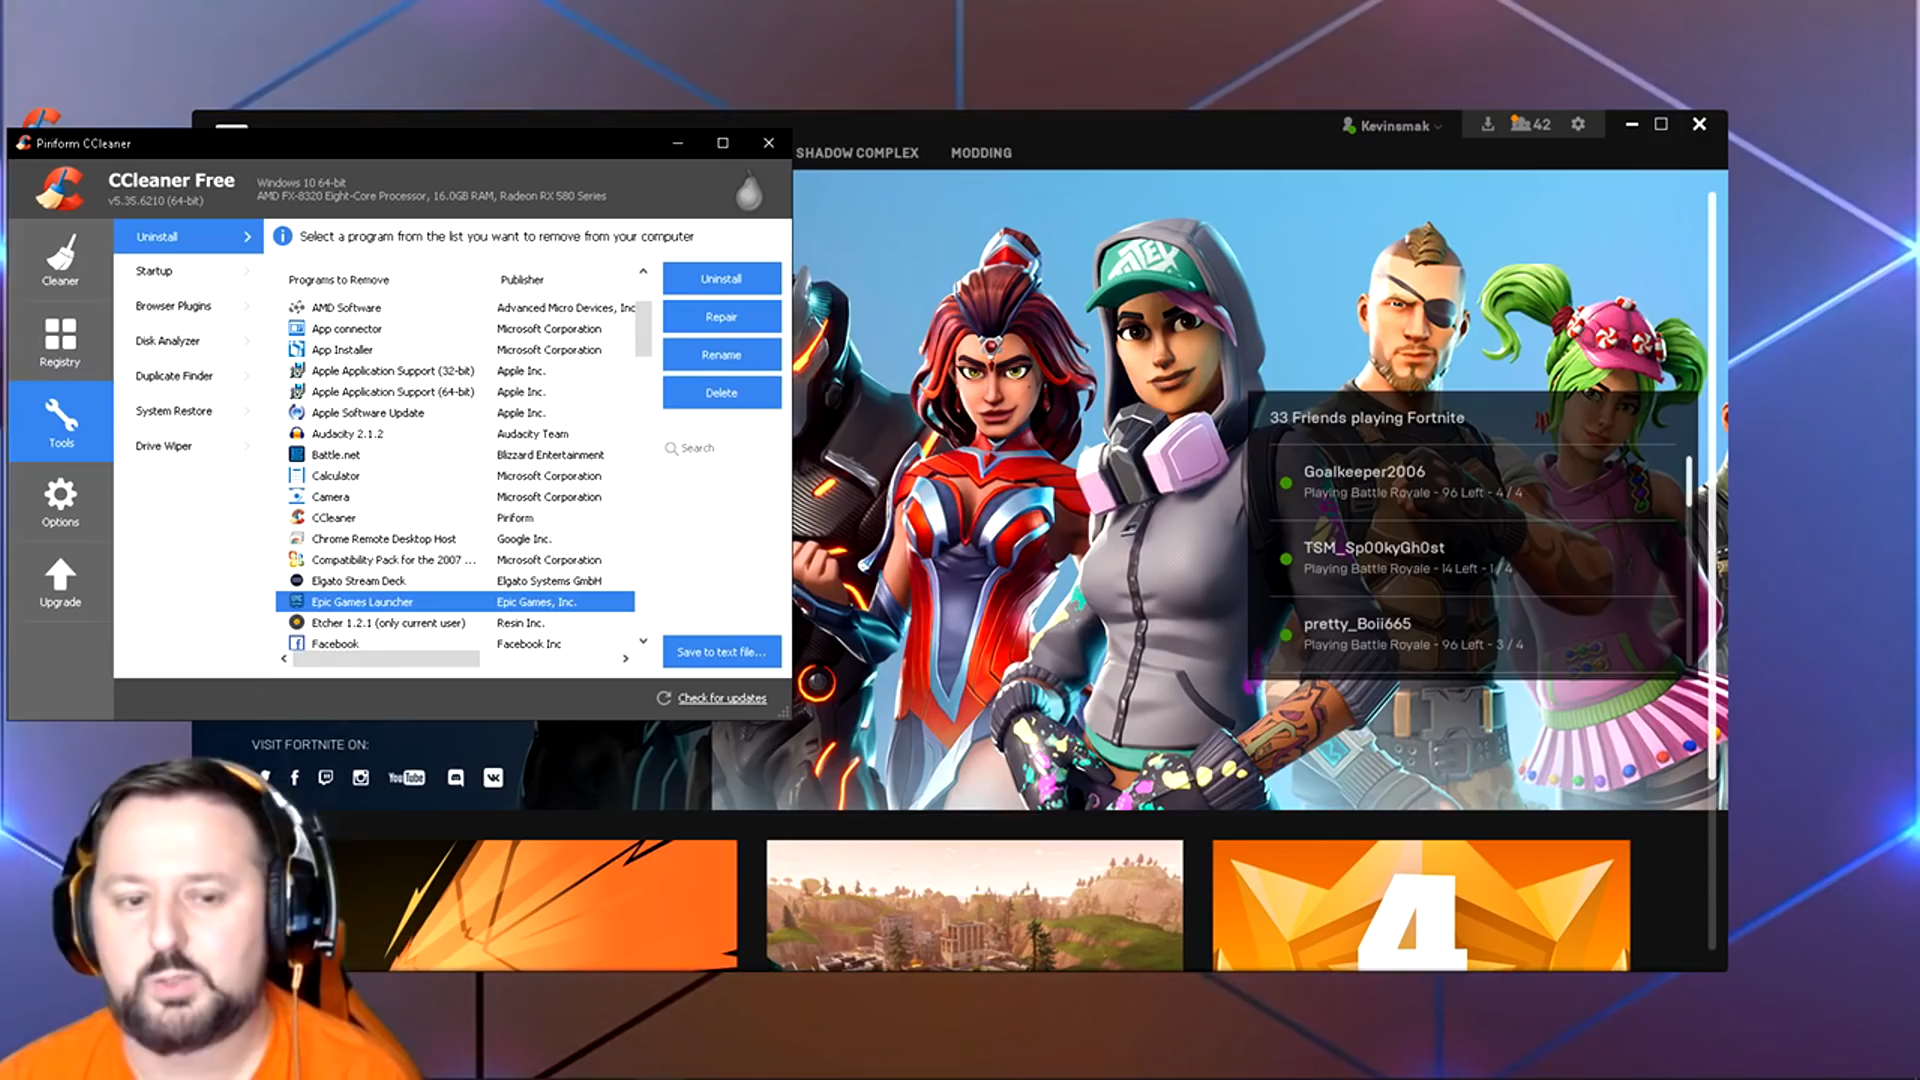 Piriform CCleaner
CCleaner Free
v5.35.6210 (64-bit)
Windows 10 64-bit
AMD FX-8320 Eight-Core Processor, 16.0GB RAM, Radeon RX 580 Series
Cleaner
Registry
Tools
Options
Upgrade
Uninstall
Startup
Browser Plugins
Disk Analyzer
Duplicate Finder
System Restore
Drive Wiper
Select a program from the list you want to remove from your computer
Programs to Remove Publisher
AMD Software Advanced Micro Devices, Inc
App connector Microsoft Corporation
App Installer Microsoft Corporation
Apple Application Support (32-bit) Apple Inc.
Apple Application Support (64-bit) Apple Inc.
Apple Software Update Apple Inc.
Audacity 2.1.2 Audacity Team
Battle.net Blizzard Entertainment
Calculator Microsoft Corporation
Camera Microsoft Corporation
CCleaner Piriform
Chrome Remote Desktop Host Google Inc.
Compatibility Pack for the 2007 ... Microsoft Corporation
Elgato Stream Deck Elgato Systems GmbH
Epic Games Launcher Epic Games, Inc.
Etcher 1.2.1 (only current user) Resin Inc.
Facebook Facebook Inc
Uninstall
Repair
Rename
Delete
Search
Save to text file...
Check for updates
Kevinsmak
42
SHADOW COMPLEX
MODDING
33 Friends playing Fortnite
Goalkeeper2006
Playing Battle Royale - 96 Left - 4 / 4
TSM_Sp00kyGh0st
Playing Battle Royale - 14 Left - 1 / 4
pretty_Boii665
Playing Battle Royale - 96 Left - 3 / 4
VISIT FORTNITE ON:
YouTube
4